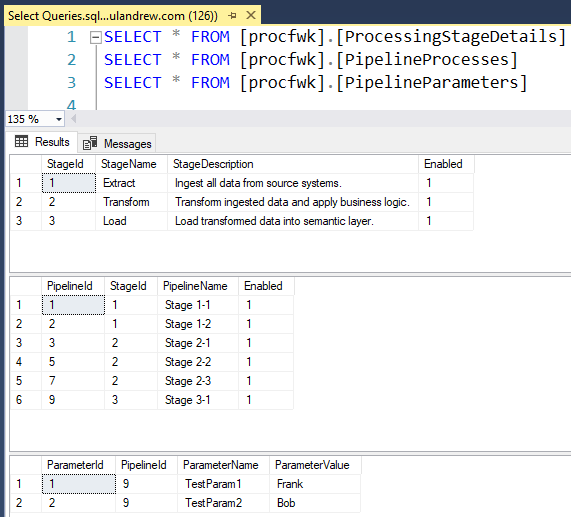 Select Queries.sql...ulandrew.com (126))
1 SELECT * FROM [procfwk].[ProcessingStageDetails]
2 SELECT * FROM [procfwk].[PipelineProcesses]
3 SELECT * FROM [procfwk].[PipelineParameters]
4
135 %
Results Messages
StageId StageName StageDescription Enabled
1 1 Extract Ingest all data from source systems. 1
2 2 Transform Transform ingested data and apply business logic. 1
3 3 Load Load transformed data into semantic layer. 1
PipelineId StageId PipelineName Enabled
1 1 1 Stage 1-1 1
2 2 1 Stage 1-2 1
3 3 2 Stage 2-1 1
4 5 2 Stage 2-2 1
5 7 2 Stage 2-3 1
6 9 3 Stage 3-1 1
ParameterId PipelineId ParameterName ParameterValue
1 1 9 TestParam1 Frank
2 2 9 TestParam2 Bob